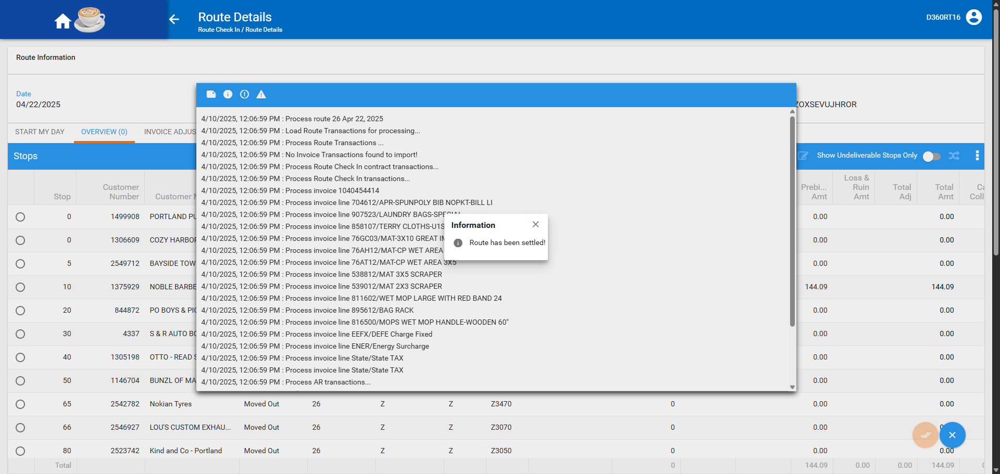 Route Details
Route Check In / Route Details
D360RT16
Route Information
Date
04/22/2025
ZOXSEVUJHROR
START MY DAY
OVERVIEW (0)
INVOICE ADJUS
Stops
Show Undeliverable Stops Only
4/10/2025, 12:06:59 PM : Process route 26 Apr 22, 2025
4/10/2025, 12:06:59 PM : Load Route Transactions for processing...
4/10/2025, 12:06:59 PM : Process Route Transactions ...
4/10/2025, 12:06:59 PM : No Invoice Transactions found to import!
4/10/2025, 12:06:59 PM : Process Route Check In contract transactions...
4/10/2025, 12:06:59 PM : Process Route Check In transactions...
4/10/2025, 12:06:59 PM : Process invoice 1040454414
4/10/2025, 12:06:59 PM : Process invoice line 704612/APR-SPUNPOLY BIB NOPKT-BILL LI
4/10/2025, 12:06:59 PM : Process invoice line 907523/LAUNDRY BAGS-SPECIAL
4/10/2025, 12:06:59 PM : Process invoice line 858107/TERRY CLOTHS-U1S
4/10/2025, 12:06:59 PM : Process invoice line 76GC03/MAT-3X10 GREAT IM
4/10/2025, 12:06:59 PM : Process invoice line 76AH12/MAT-CP WET AREA
4/10/2025, 12:06:59 PM : Process invoice line 76AT12/MAT-CP WET AREA 3X5
4/10/2025, 12:06:59 PM : Process invoice line 538812/MAT 3X5 SCRAPER
4/10/2025, 12:06:59 PM : Process invoice line 539012/MAT 2X3 SCRAPER
4/10/2025, 12:06:59 PM : Process invoice line 811602/WET MOP LARGE WITH RED BAND 24
4/10/2025, 12:06:59 PM : Process invoice line 895612/BAG RACK
4/10/2025, 12:06:59 PM : Process invoice line 816500/MOPS WET MOP HANDLE-WOODEN 60"
4/10/2025, 12:06:59 PM : Process invoice line EEFX/DEFE Charge Fixed
4/10/2025, 12:06:59 PM : Process invoice line ENER/Energy Surcharge
4/10/2025, 12:06:59 PM : Process invoice line State/State TAX
4/10/2025, 12:06:59 PM : Process invoice line State/State TAX
4/10/2025, 12:06:59 PM : Process AR transactions...
Information
Route has been settled!
Stop Customer Number Customer N Prebi... Amt Loss & Ruin Amt Total Adj Total Amt Ca Coll
0 1499908 PORTLAND PU 0.00 0.00
0 1306609 COZY HARBOR 0.00 0.00
5 2549712 BAYSIDE TOW 0.00 0.00
10 1375929 NOBLE BARBE 144.09 144.09
20 844872 PO BOYS & PIC 0.00 0.00
30 4337 S & R AUTO BO 0.00 0.00
40 1305198 OTTO - READ S 0.00 0.00
50 1146704 BUNZL OF MA 0.00 0.00
65 2542782 Nokian Tyres Moved Out 26 Z Z Z3470 0 0.00 0.00
66 2546927 LOU'S CUSTOM EXHAU... Moved Out 26 Z Z Z3070 0 0.00 0
80 2523742 Kind and Co - Portland Moved Out 26 Z Z Z3050 0 0.00 0.00
Total 0 144.09 0.00 0.00 144.09